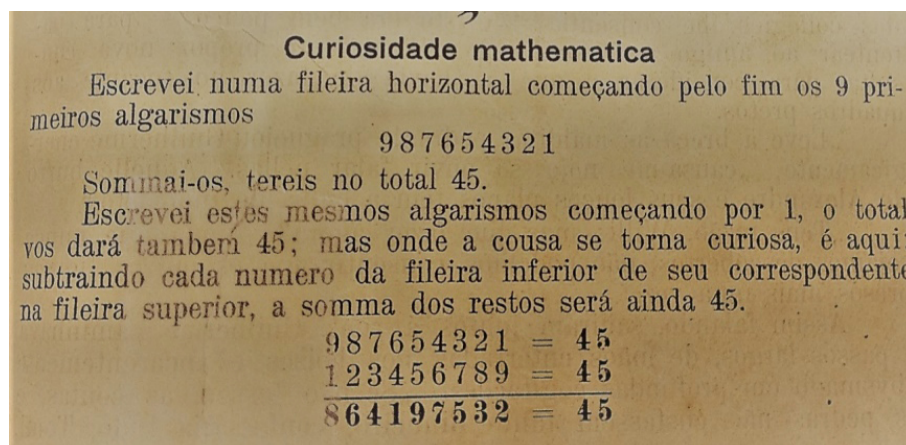 Curiosidade mathematica
Escrevei numa fileira horizontal começando pelo fim os 9 pri-
meiros algarismos
987654321
Sommai-os, tereis no total 45.
Escrevei estes mesmos algarismos começando por 1, o total
vos dará tambem 45; mas onde a cousa se torna curiosa, é aqui:
subtraindo cada numero da fileira inferior de seu correspondente
na fileira superior, a somma dos restos será ainda 45.
987654321 = 45
123456789 = 45
864197532 = 45